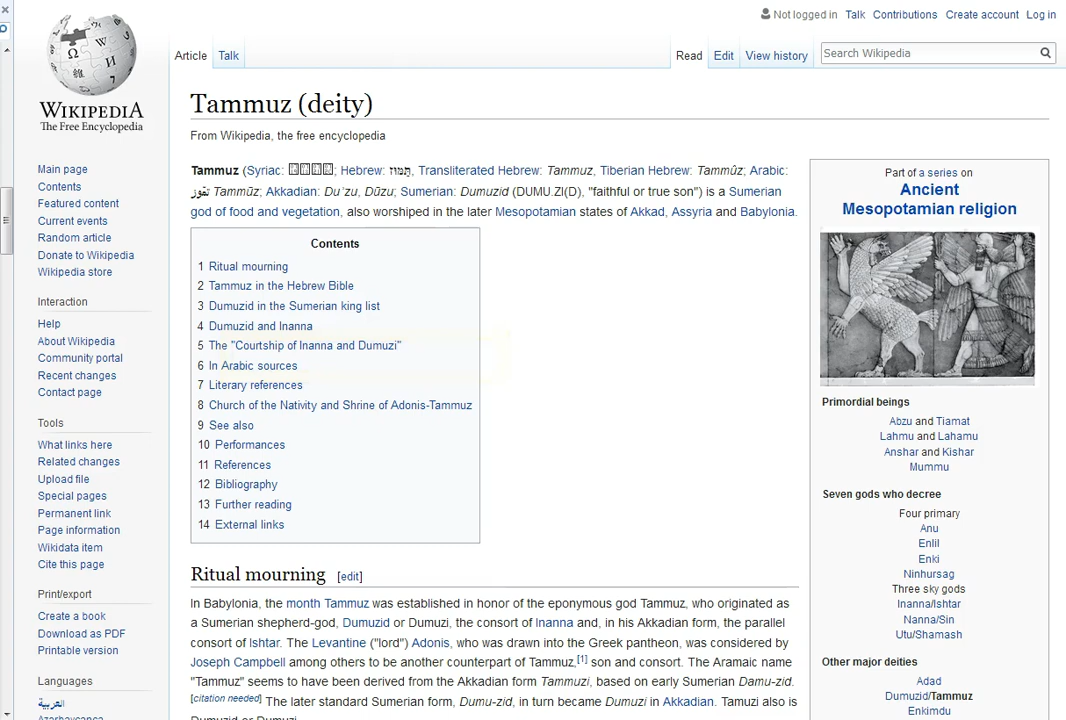 Not logged in Talk Contributions Create account Log in
Article Talk Read Edit View history Search Wikipedia
WIKIPEDIA
The Free Encyclopedia
Main page
Contents
Featured content
Current events
Random article
Donate to Wikipedia
Wikipedia store
Interaction
Help
About Wikipedia
Community portal
Recent changes
Contact page
Tools
What links here
Related changes
Upload file
Special pages
Permanent link
Page information
Wikidata item
Cite this page
Print/export
Create a book
Download as PDF
Printable version
Languages
العربية
Azərbaycanca
Tammuz (deity)
From Wikipedia, the free encyclopedia
Tammuz (Syriac: ; Hebrew: תַּמּוּז, Transliterated Hebrew: Tammuz, Tiberian Hebrew: Tammûz; Arabic:
تمّوز Tammūz; Akkadian: Duʾzu, Dūzu; Sumerian: Dumuzid (DUMU.ZI(D), "faithful or true son") is a Sumerian
god of food and vegetation, also worshiped in the later Mesopotamian states of Akkad, Assyria and Babylonia.
Contents
1 Ritual mourning
2 Tammuz in the Hebrew Bible
3 Dumuzid in the Sumerian king list
4 Dumuzid and Inanna
5 The "Courtship of Inanna and Dumuzi"
6 In Arabic sources
7 Literary references
8 Church of the Nativity and Shrine of Adonis-Tammuz
9 See also
10 Performances
11 References
12 Bibliography
13 Further reading
14 External links
Ritual mourning [edit]
In Babylonia, the month Tammuz was established in honor of the eponymous god Tammuz, who originated as
a Sumerian shepherd-god, Dumuzid or Dumuzi, the consort of Inanna and, in his Akkadian form, the parallel
consort of Ishtar. The Levantine ("lord") Adonis, who was drawn into the Greek pantheon, was considered by
Joseph Campbell among others to be another counterpart of Tammuz,[1] son and consort. The Aramaic name
"Tammuz" seems to have been derived from the Akkadian form Tammuzi, based on early Sumerian Damu-zid.
[citation needed] The later standard Sumerian form, Dumu-zid, in turn became Dumuzi in Akkadian. Tamuzi also is
Dumuzid or Dumuzi.
Part of a series on
Ancient
Mesopotamian religion
Primordial beings
Abzu and Tiamat
Lahmu and Lahamu
Anshar and Kishar
Mummu
Seven gods who decree
Four primary
Anu
Enlil
Enki
Ninhursag
Three sky gods
Inanna/Ishtar
Nanna/Sin
Utu/Shamash
Other major deities
Adad
Dumuzid/Tammuz
Enkimdu